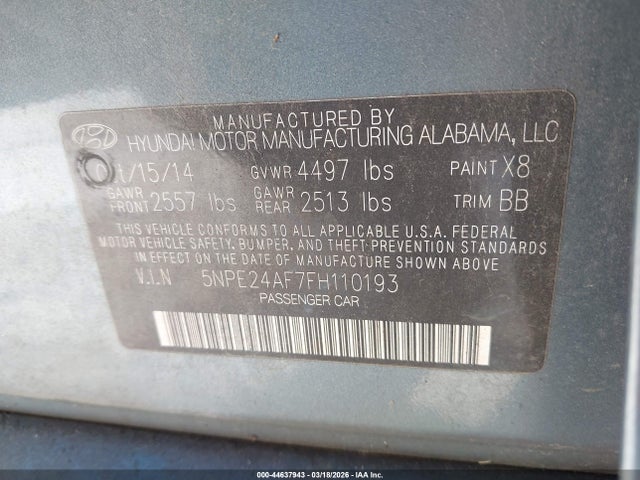 MANUFACTURED BY
HYUNDAI MOTOR MANUFACTURING ALABAMA, LLC
/15/14 GVWR 4497 lbs PAINT X8
GAWR FRONT 2557 lbs GAWR REAR 2513 lbs TRIM BB
THIS VEHICLE CONFORMS TO ALL APPLICABLE U.S.A. FEDERAL
MOTOR VEHICLE SAFETY, BUMPER, AND THEFT PREVENTION STANDARDS
IN EFFECT ON THE DATE OF MANUFACTURE SHOWN ABOVE
V.I.N 5NPE24AF7FH110193
PASSENGER CAR
000-44637943 - 03/18/2026 - IAA Inc.